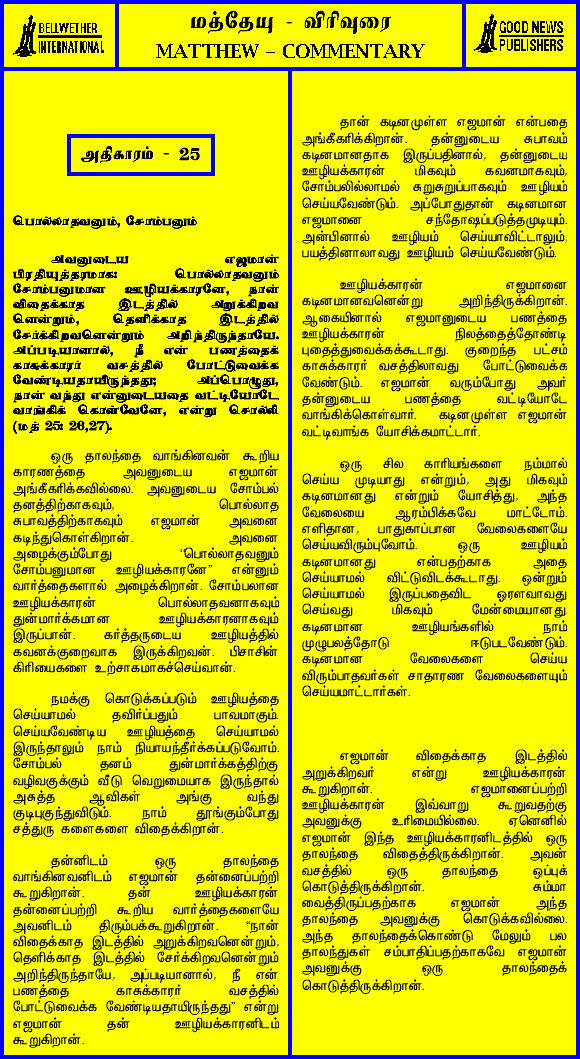 BELLWETHER
INTERNATIONAL
மத்தேயு - விரிவுரை
MATTHEW – COMMENTARY
GOOD NEWS
PUBLISHERS
அதிகாரம் - 25
பொல்லாதவனும், சோம்பனும்
அவனுடைய எஜமான்
பிரதியுத்தரமாக: பொல்லாதவனும்
சோம்பனுமான ஊழியக்காரனே, நான்
விதைக்காத இடத்தில் அறுக்கிறவ
னென்றும், தெளிக்காத இடத்தில்
சேர்க்கிறவனென்றும் அறிந்திருந்தாயே.
அப்படியானால், நீ என் பணத்தைக்
காசுக்காரர் வசத்தில் போட்டுவைக்க
வேண்டியதாயிருந்தது; அப்பொழுது,
நான் வந்து என்னுடையதை வட்டியோடே
வாங்கிக் கொள்வேனே, என்று சொல்லி
(மத் 25: 26,27).
ஒரு தாலந்தை வாங்கினவன் கூறிய
காரணத்தை அவனுடைய எஜமான்
அங்கீகரிக்கவில்லை. அவனுடைய சோம்பல்
தனத்திற்காகவும், பொல்லாத
சுபாவத்திற்காகவும் எஜமான் அவனை
கடிந்துகொள்கிறான். அவனை
அழைக்கும்போது “பொல்லாதவனும்
சோம்பனுமான ஊழியக்காரனே” என்னும்
வார்த்தைகளால் அழைக்கிறான். சோம்பலான
ஊழியக்காரன் பொல்லாதவனாகவும்
துன்மார்க்கமான ஊழியக்காரனாகவும்
இருப்பான். கர்த்தருடைய ஊழியத்தில்
கவனக்குறைவாக இருக்கிறவன். பிசாசின்
கிரியைகளை உற்சாகமாகச்செய்வான்.
நமக்கு கொடுக்கப்படும் ஊழியத்தை
செய்யாமல் தவிர்ப்பதும் பாவமாகும்.
செய்யவேண்டிய ஊழியத்தை செய்யாமல்
இருந்தாலும் நாம் நியாயந்தீர்க்கப்படுவோம்.
சோம்பல் தனம் துன்மார்க்கத்திற்கு
வழிவகுக்கும் வீடு வெறுமையாக இருந்தால்
அசுத்த ஆவிகள் அங்கு வந்து
குடிபுகுந்துவிடும். நாம் தூங்கும்போது
சத்துரு களைகளை விதைக்கிறான்.
தன்னிடம் ஒரு தாலந்தை
வாங்கினவனிடம் எஜமான் தன்னைப்பற்றி
கூறுகிறான். தன் ஊழியக்காரன்
தன்னைப்பற்றி கூறிய வார்த்தைகளையே
அவனிடம் திரும்பக்கூறுகிறான். “நான்
விதைக்காத இடத்தில் அறுக்கிறவனென்றும்,
தெளிக்காத இடத்தில் சேர்க்கிறவனென்றும்
அறிந்திருந்தாயே, அப்படியானால், நீ என்
பணத்தை காசுக்காரர் வசத்தில்
போட்டுவைக்க வேண்டியதாயிருந்தது” என்று
எஜமான் தன் ஊழியக்காரனிடம்
கூறுகிறான்.
தான் கடினமுள்ள எஜமான் என்பதை
அங்கீகரிக்கிறான். தன்னுடைய சுபாவம்
கடினமானதாக இருப்பதினால், தன்னுடைய
ஊழியக்காரன் மிகவும் கவனமாகவும்,
சோம்பலில்லாமல் சுறுசுறுப்பாகவும் ஊழியம்
செய்யவேண்டும். அப்போதுதான் கடினமான
எஜமானை சந்தோஷப்படுத்தமுடியும்.
அன்பினால் ஊழியம் செய்யாவிட்டாலும்,
பயத்தினாலாவது ஊழியம் செய்யவேண்டும்.
ஊழியக்காரன் எஜமானை
கடினமானவனென்று அறிந்திருக்கிறான்.
ஆகையினால் எஜமானுடைய பணத்தை
ஊழியக்காரன் நிலத்தைத்தோண்டி
புதைத்துவைக்கக்கூடாது. குறைந்த பட்சம்
காசுக்காரர் வசத்திலாவது போட்டுவைக்க
வேண்டும். எஜமான் வரும்போது அவர்
தன்னுடைய பணத்தை வட்டியோடே
வாங்கிக்கொள்வார். கடினமுள்ள எஜமான்
வட்டிவாங்க யோசிக்கமாட்டார்.
ஒரு சில காரியங்களை நம்மால்
செய்ய முடியாது என்றும், அது மிகவும்
கடினமானது என்றும் யோசித்து, அந்த
வேலையை ஆரம்பிக்கவே மாட்டோம்.
எளிதான, பாதுகாப்பான வேலைகளையே
செய்யவிரும்புவோம். ஒரு ஊழியம்
கடினமானது என்பதற்காக அதை
செய்யாமல் விட்டுவிடக்கூடாது. ஒன்றும்
செய்யாமல் இருப்பதைவிட ஓரளவாவது
செய்வது மிகவும் மேன்மையானது.
கடினமான ஊழியங்களில் நாம்
முழுபலத்தோடு ஈடுபடவேண்டும்.
கடினமான வேலைகளை செய்ய
விரும்பாதவர்கள் சாதாரண வேலைகளையும்
செய்யமாட்டார்கள்.
எஜமான் விதைக்காத இடத்தில்
அறுக்கிறவர் என்று ஊழியக்காரன்
கூறுகிறான். எஜமானைப்பற்றி
ஊழியக்காரன் இவ்வாறு கூறுவதற்கு
அவனுக்கு உரிமையில்லை. ஏனெனில்
எஜமான் இந்த ஊழியக்காரனிடத்தில் ஒரு
தாலந்தை விதைத்திருக்கிறான். அவன்
வசத்தில் ஒரு தாலந்தை ஒப்புக்
கொடுத்திருக்கிறான். சும்மா
வைத்திருப்பதற்காக எஜமான் அந்த
தாலந்தை அவனுக்கு கொடுக்கவில்லை.
அந்த தாலந்தைக்கொண்டு மேலும் பல
தாலந்துகள் சம்பாதிப்பதற்காகவே எஜமான்
அவனுக்கு ஒரு தாலந்தைக்
கொடுத்திருக்கிறான்.